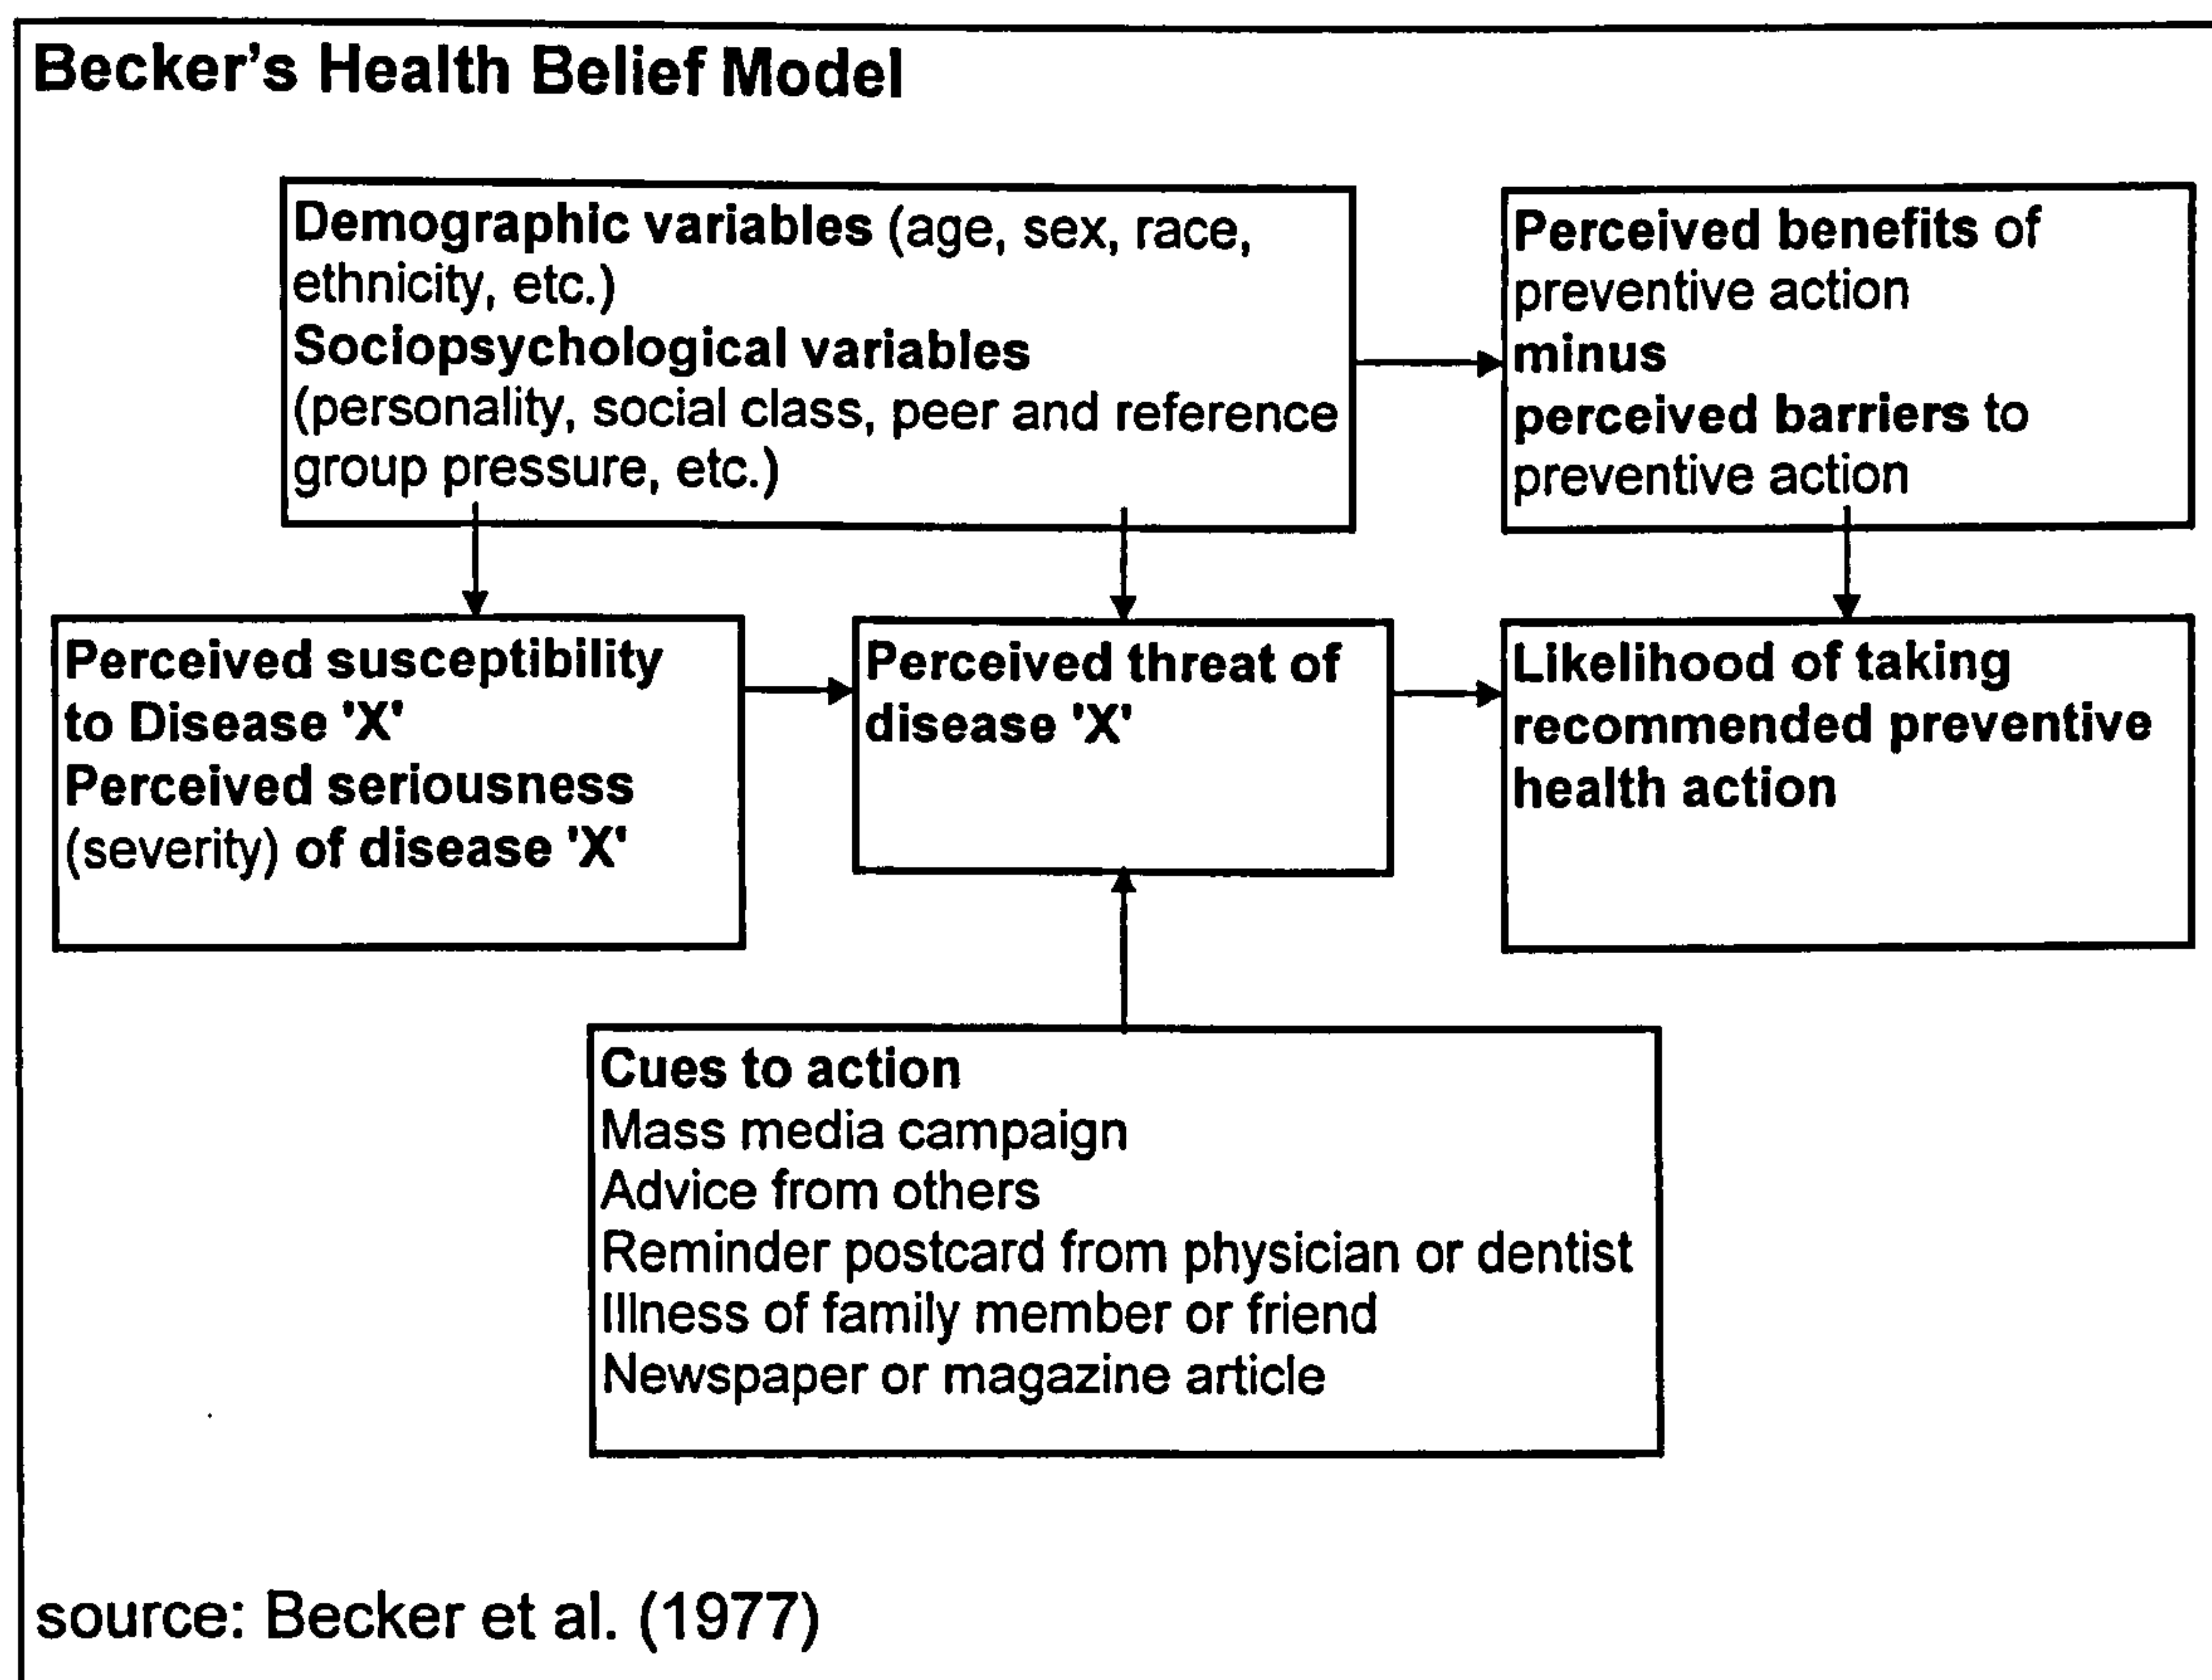 Becker's Health Belief Model
Demographic variables (age, sex, race,
ethnicity, etc.)
Sociopsychological variables
(personality, social class, peer and reference
group pressure, etc.)
Perceived benefits of
preventive action
minus
perceived barriers to
preventive action
Perceived susceptibility
to Disease 'X'
Perceived seriousness
(severity) of disease 'X'
Perceived threat of
disease 'X'
Likelihood of taking
recommended preventive
health action
Cues to action
Mass media campaign
Advice from others
Reminder postcard from physician or dentist
Illness of family member or friend
Newspaper or magazine article
source: Becker et al. (1977)